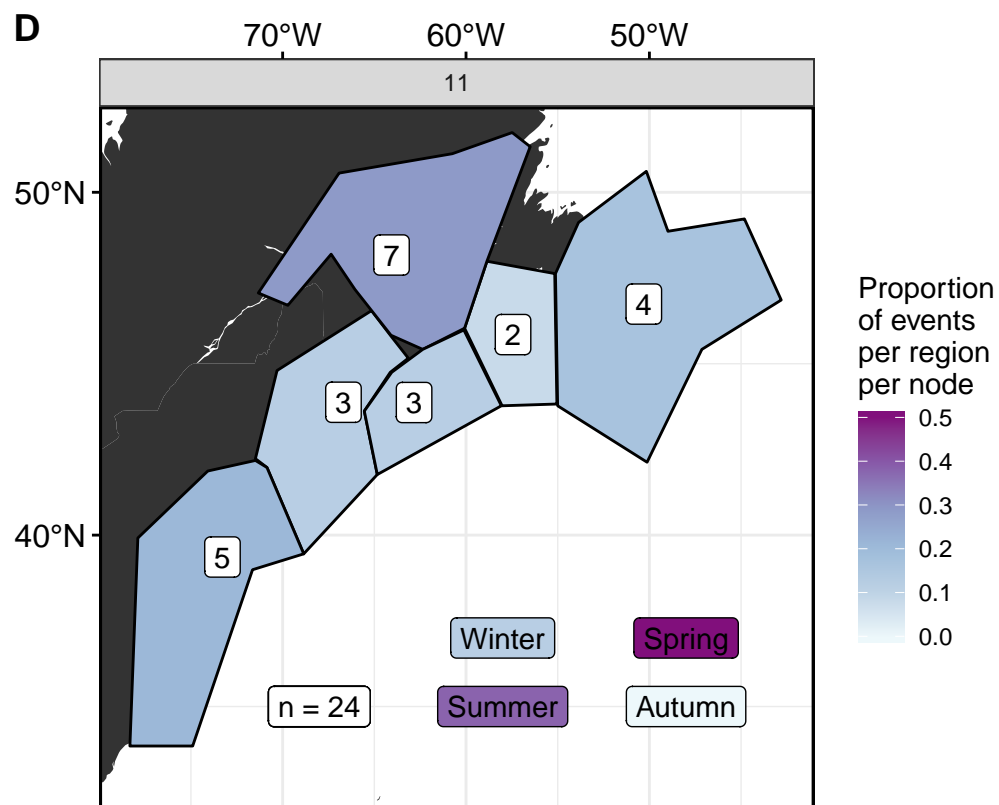 D
70°W 60°W 50°W
11
50°N
40°N
7
4
2
3
3
5
Winter
Spring
n = 24
Summer
Autumn
Proportion
of events
per region
per node
0.5
0.4
0.3
0.2
0.1
0.0